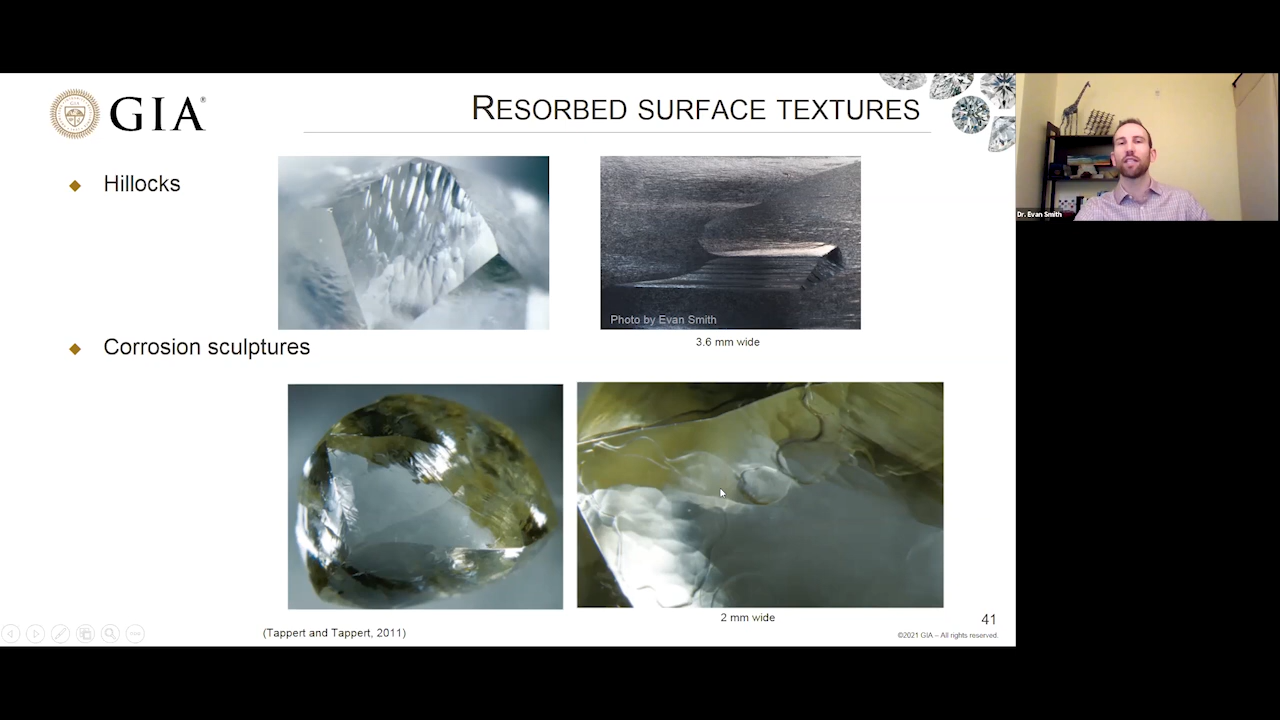 GIA®
RESORBED SURFACE TEXTURES
Hillocks
Photo by Evan Smith
3.6 mm wide
Corrosion sculptures
2 mm wide
(Tappert and Tappert, 2011)
41
©2021 GIA – All rights reserved.
Dr. Evan Smith